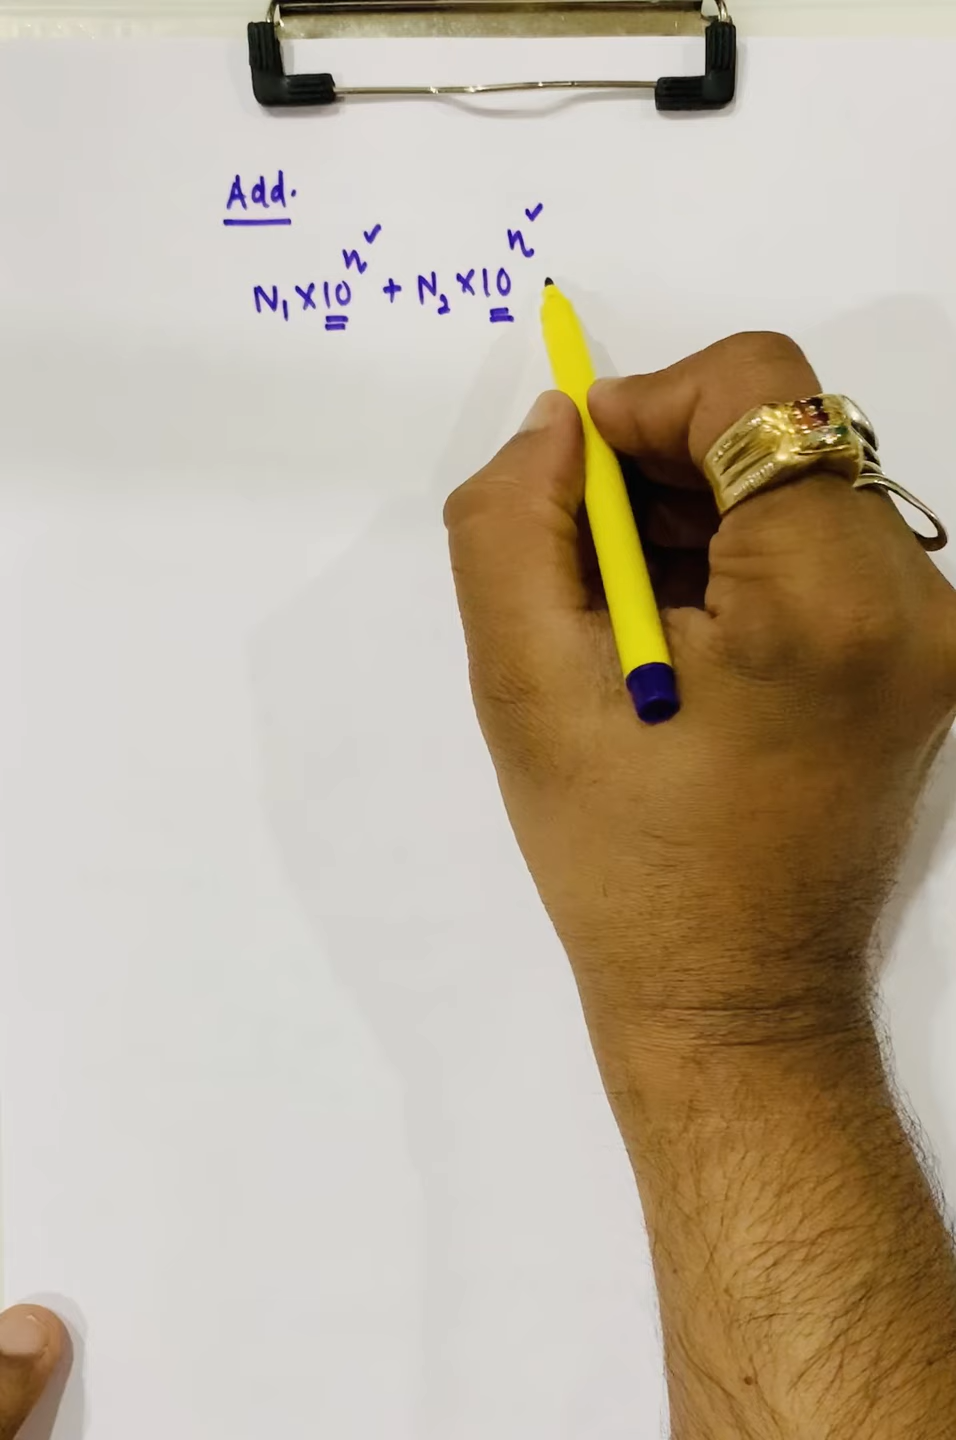 Add.
N₁ × 10ⁿ ✓ + N₂ × 10ⁿ ✓